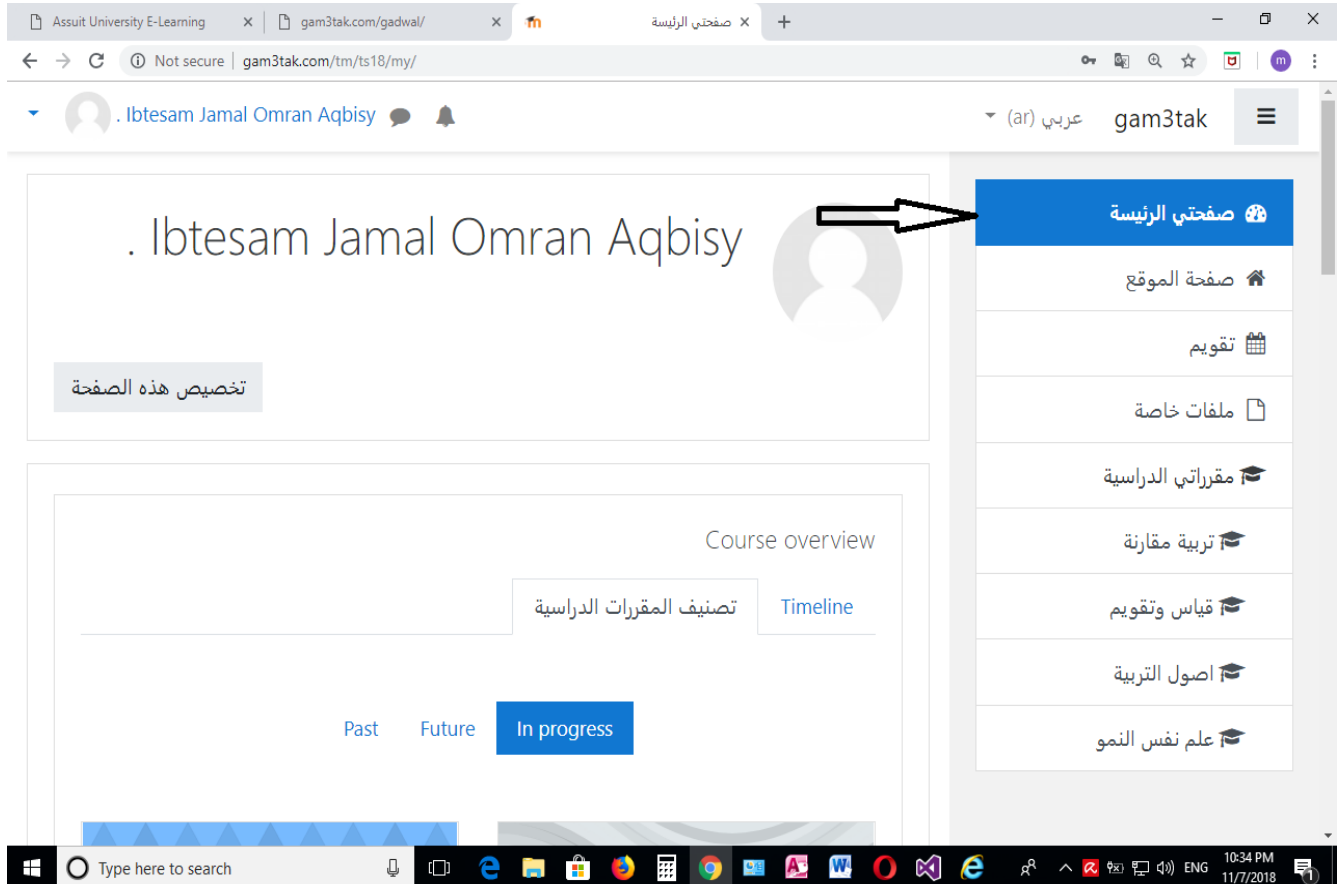 Assuit University E-Learning
gam3tak.com/gadwal/
صفحتي الرئيسة
Not secure | gam3tak.com/tm/ts18/my/
m
. Ibtesam Jamal Omran Aqbisy
عربي (ar)
gam3tak
. Ibtesam Jamal Omran Aqbisy
تخصيص هذه الصفحة
صفحتي الرئيسة
صفحة الموقع
تقويم
ملفات خاصة
مقرراتي الدراسية
تربية مقارنة
قياس وتقويم
اصول التربية
علم نفس النمو
Course overview
Timeline
تصنيف المقررات الدراسية
Past
Future
In progress
Type here to search
ENG
10:34 PM
11/7/2018
1